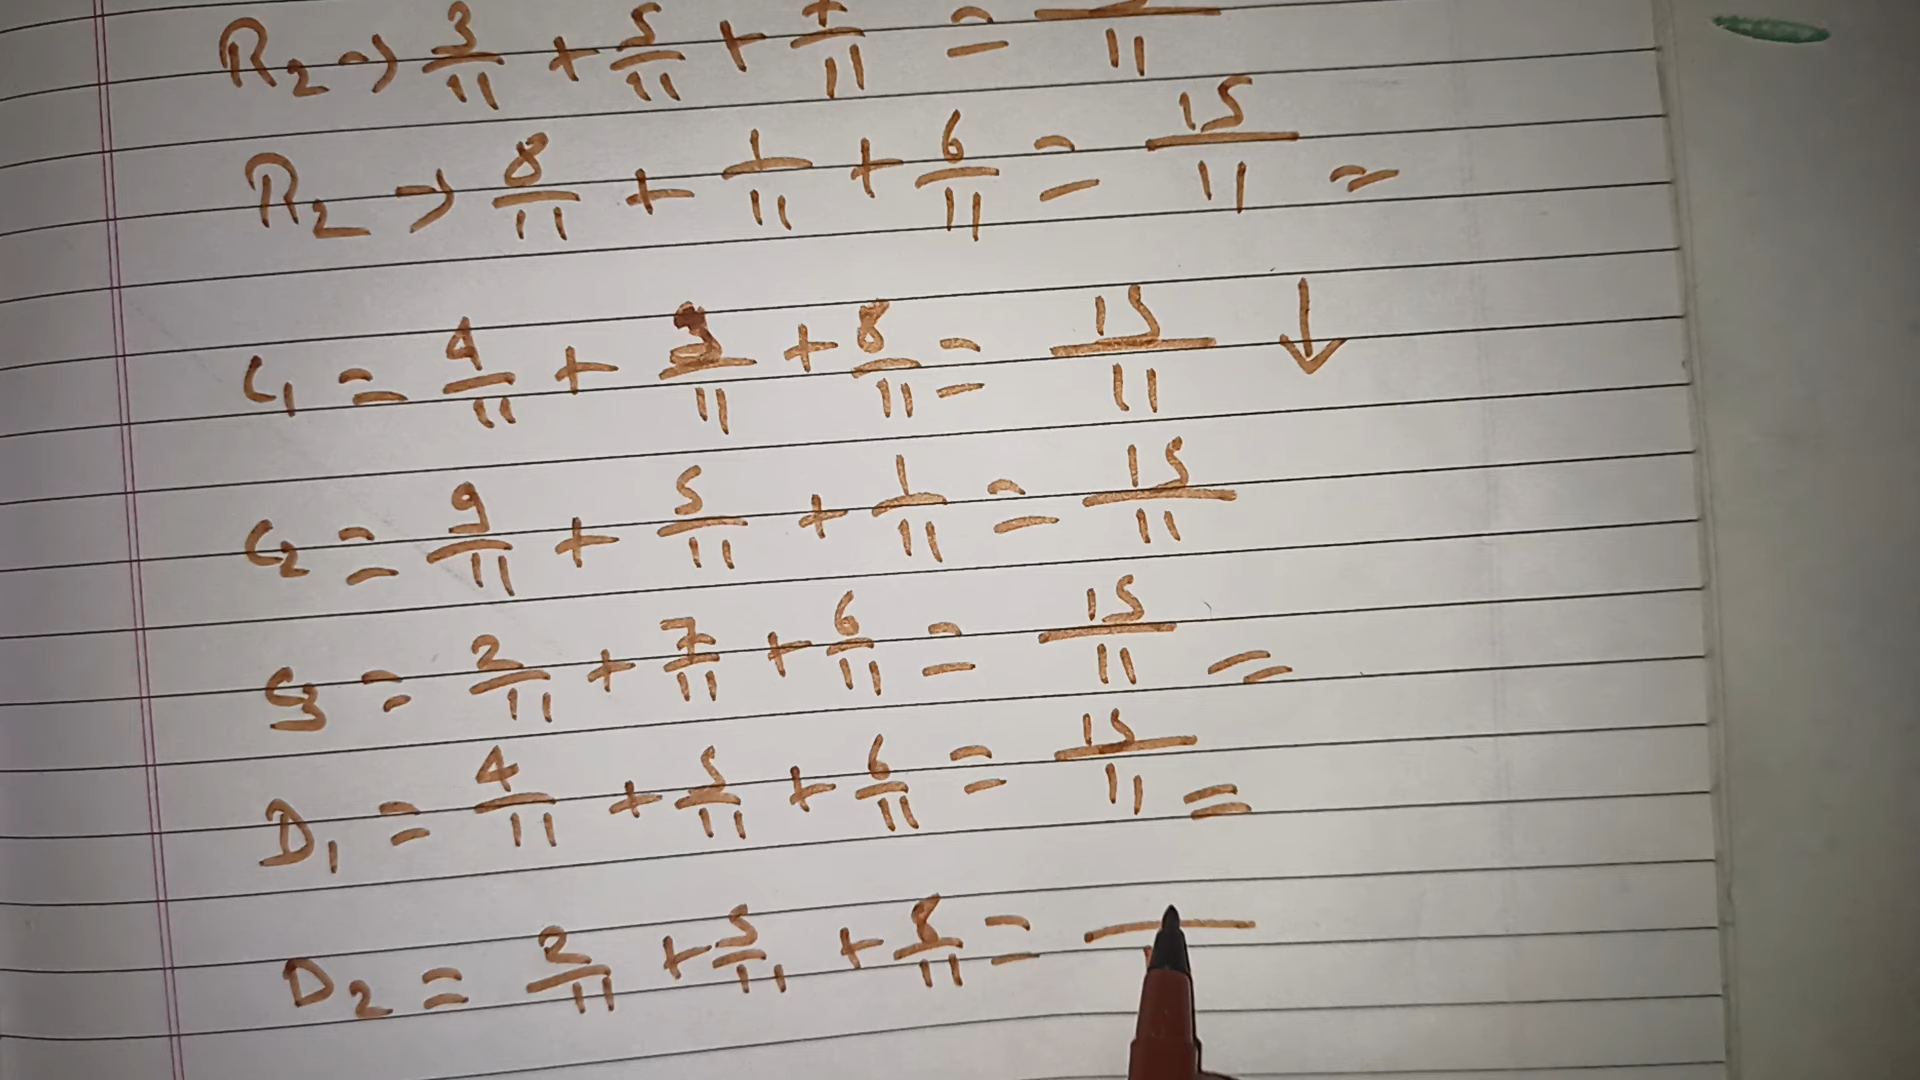 R2 → 3/11 + 5/11 + 7/11 = /11
R2 → 8/11 + 1/11 + 6/11 = 15/11 =
C1 = 4/11 + 3/11 + 8/11 = 15/11 ↓
C2 = 9/11 + 5/11 + 1/11 = 15/11
C3 = 2/11 + 7/11 + 6/11 = 15/11 =
D1 = 4/11 + 5/11 + 6/11 = 15/11 =
D2 = 2/11 + 5/11 + 8/11 =